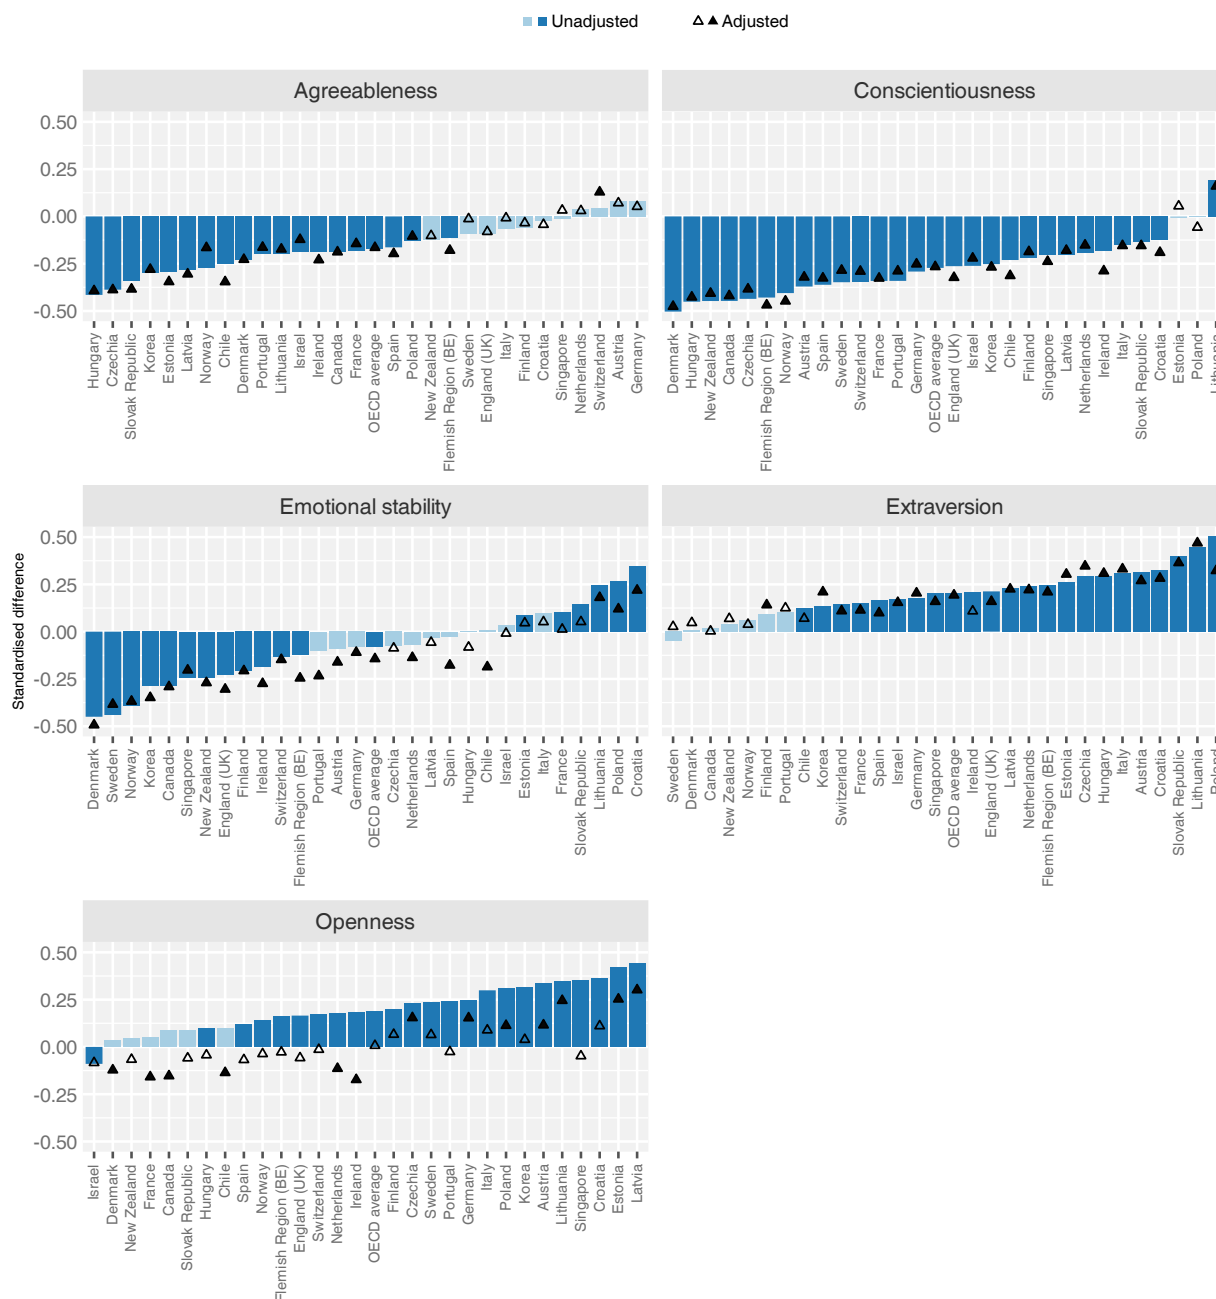 Unadjusted Adjusted
Agreeableness
0.50
0.25
0.00
-0.25
-0.50
Hungary
Czechia
Slovak Republic
Korea
Estonia
Latvia
Norway
Chile
Denmark
Portugal
Lithuania
Israel
Ireland
Canada
France
OECD average
Spain
Poland
New Zealand
Flemish Region (BE)
Sweden
England (UK)
Italy
Finland
Croatia
Singapore
Netherlands
Switzerland
Austria
Germany
Conscientiousness
Denmark
Hungary
New Zealand
Canada
Czechia
Flemish Region (BE)
Norway
Austria
Spain
Sweden
Switzerland
France
Portugal
Germany
OECD average
England (UK)
Israel
Korea
Chile
Finland
Singapore
Latvia
Netherlands
Ireland
Italy
Slovak Republic
Croatia
Estonia
Poland
Lithuania
Standardised difference
Emotional stability
0.50
0.25
0.00
-0.25
-0.50
Denmark
Sweden
Norway
Korea
Canada
Singapore
New Zealand
England (UK)
Finland
Ireland
Switzerland
Flemish Region (BE)
Portugal
Austria
Germany
OECD average
Czechia
Netherlands
Latvia
Spain
Hungary
Chile
Israel
Estonia
Italy
France
Slovak Republic
Lithuania
Poland
Croatia
Extraversion
Sweden
Denmark
Canada
New Zealand
Norway
Finland
Portugal
Chile
Korea
Switzerland
France
Spain
Israel
Germany
Singapore
OECD average
Ireland
England (UK)
Latvia
Netherlands
Flemish Region (BE)
Estonia
Czechia
Hungary
Italy
Austria
Croatia
Slovak Republic
Lithuania
Poland
Openness
0.50
0.25
0.00
-0.25
-0.50
Israel
Denmark
New Zealand
France
Canada
Slovak Republic
Hungary
Chile
Spain
Norway
Flemish Region (BE)
England (UK)
Switzerland
Netherlands
Ireland
OECD average
Finland
Czechia
Sweden
Portugal
Germany
Italy
Poland
Korea
Austria
Lithuania
Singapore
Croatia
Estonia
Latvia